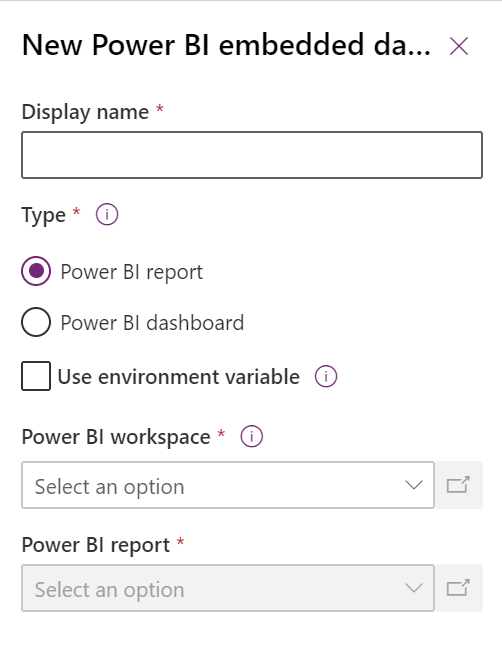 New Power BI embedded da...
Display name *
Type *
Power BI report
Power BI dashboard
Use environment variable
Power BI workspace *
Select an option
Power BI report *
Select an option